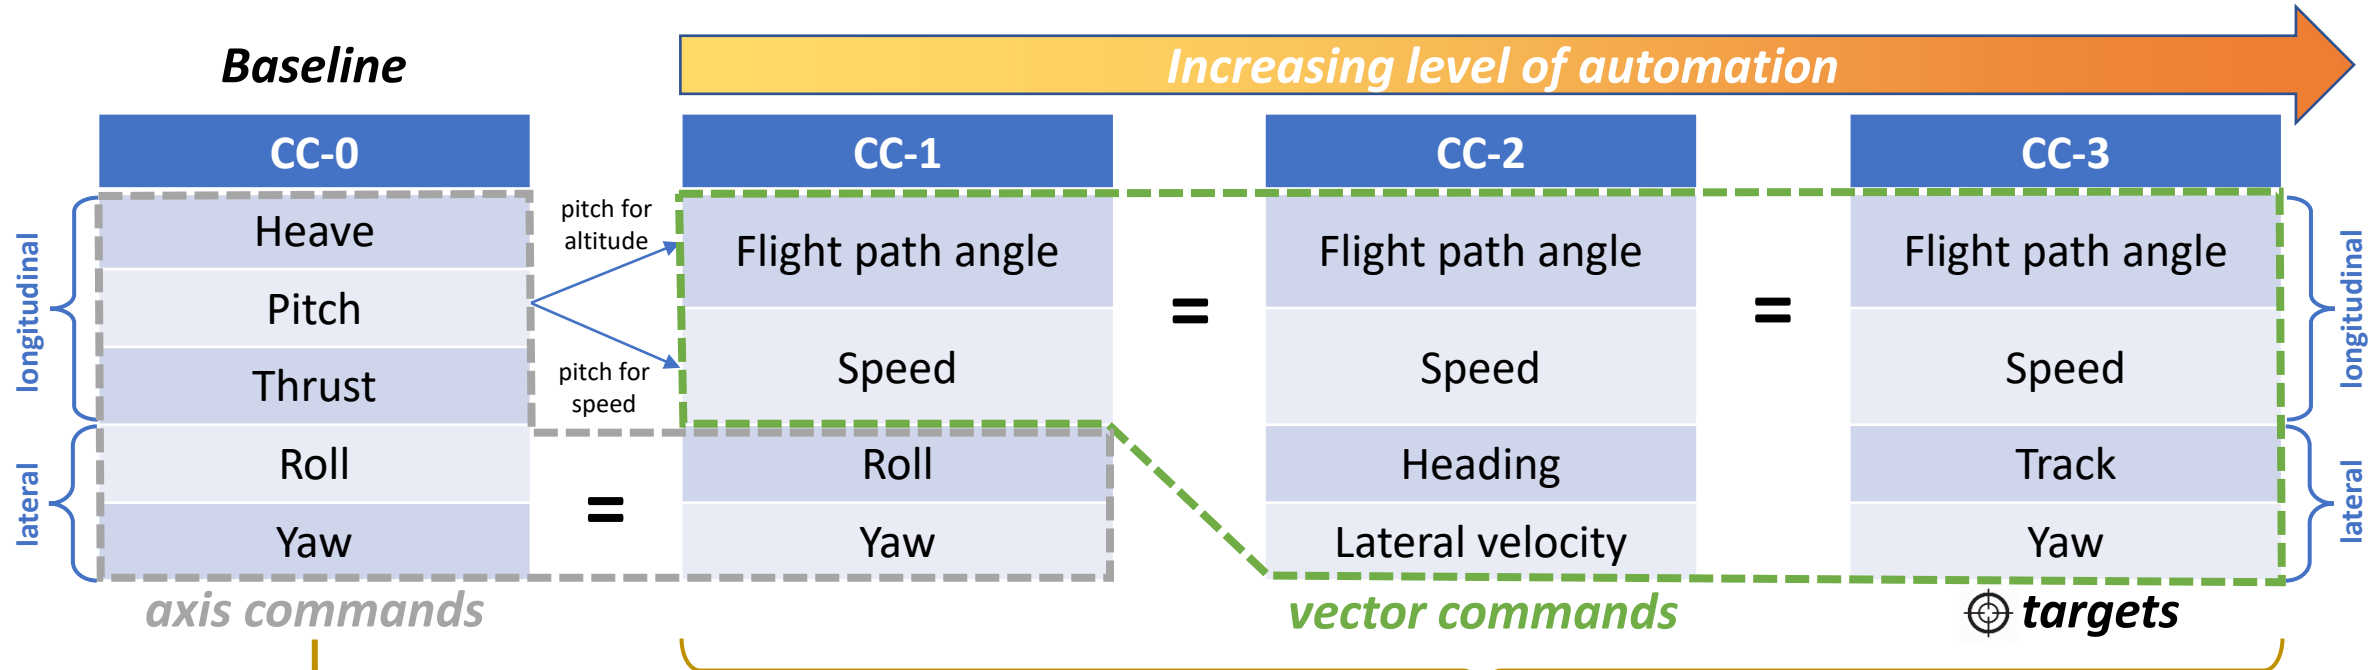 Baseline
Increasing level of automation
CC-0
CC-1
CC-2
CC-3
longitudinal
lateral
Heave
Pitch
Thrust
Roll
Yaw
pitch for
altitude
pitch for
speed
=
Flight path angle
Speed
Roll
Yaw
=
Flight path angle
Speed
Heading
Lateral velocity
=
Flight path angle
Speed
Track
Yaw
longitudinal
lateral
axis commands
vector commands
targets